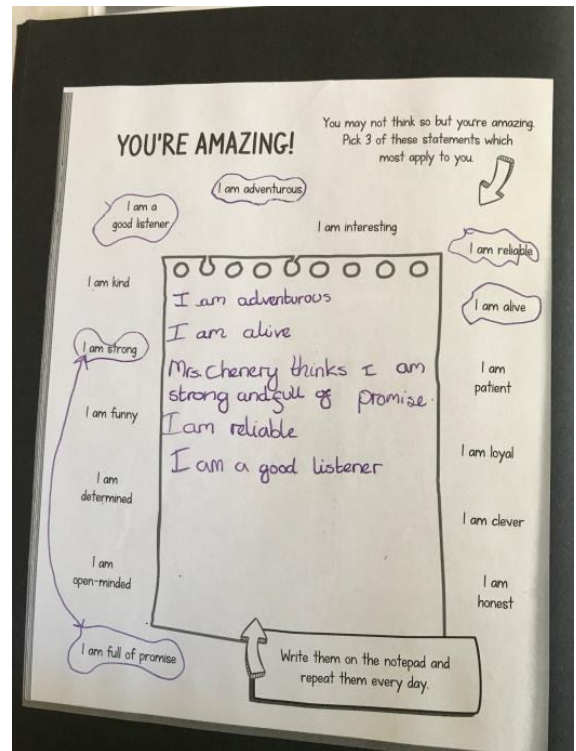 YOU'RE AMAZING!
You may not think so but you're amazing.
Pick 3 of these statements which
most apply to you.
I am adventurous
I am a
good listener
I am interesting
I am reliable
I am kind
I am alive
I am strong
I am
patient
I am funny
I am loyal
I am
determined
I am clever
I am
open-minded
I am
honest
I am full of promise
I am adventurous
I am alive
Mrs. Chenery thinks I am
strong and full of promise.
I am reliable
I am a good listener
Write them on the notepad and
repeat them every day.